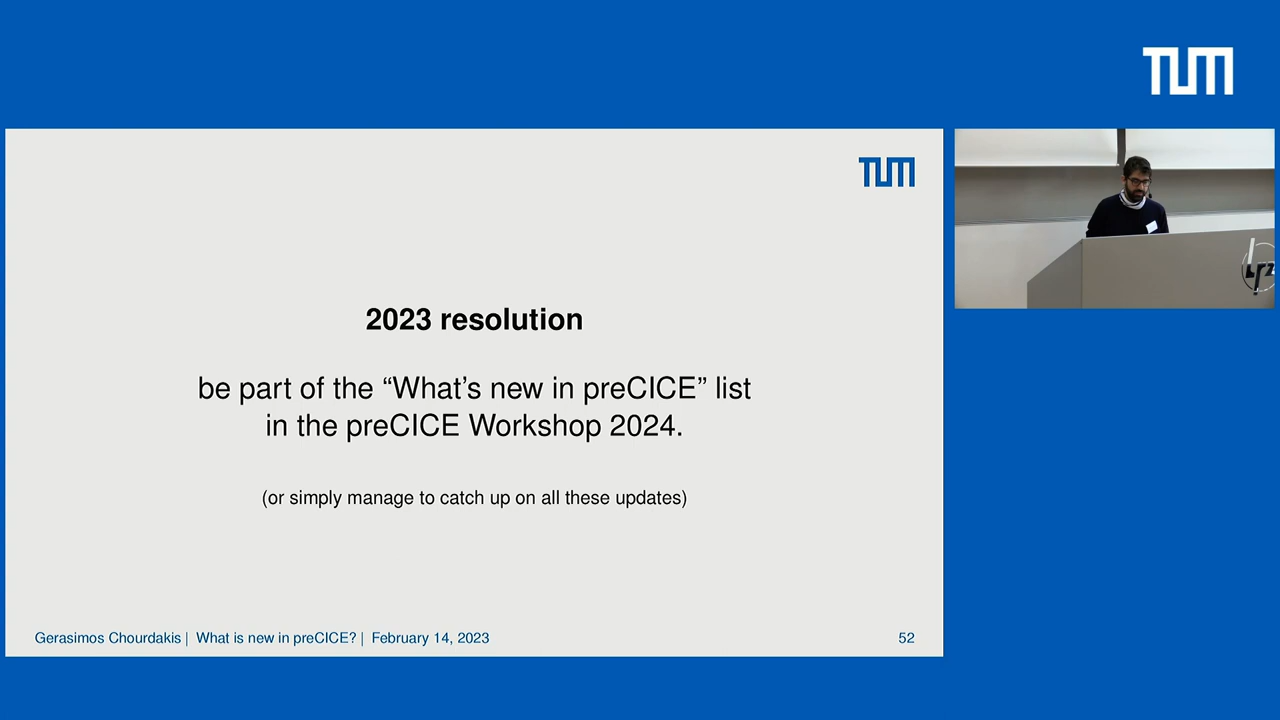 TUM
TUM
2023 resolution
be part of the “What’s new in preCICE” list
in the preCICE Workshop 2024.
(or simply manage to catch up on all these updates)
Gerasimos Chourdakis | What is new in preCICE? | February 14, 2023
52
lrz